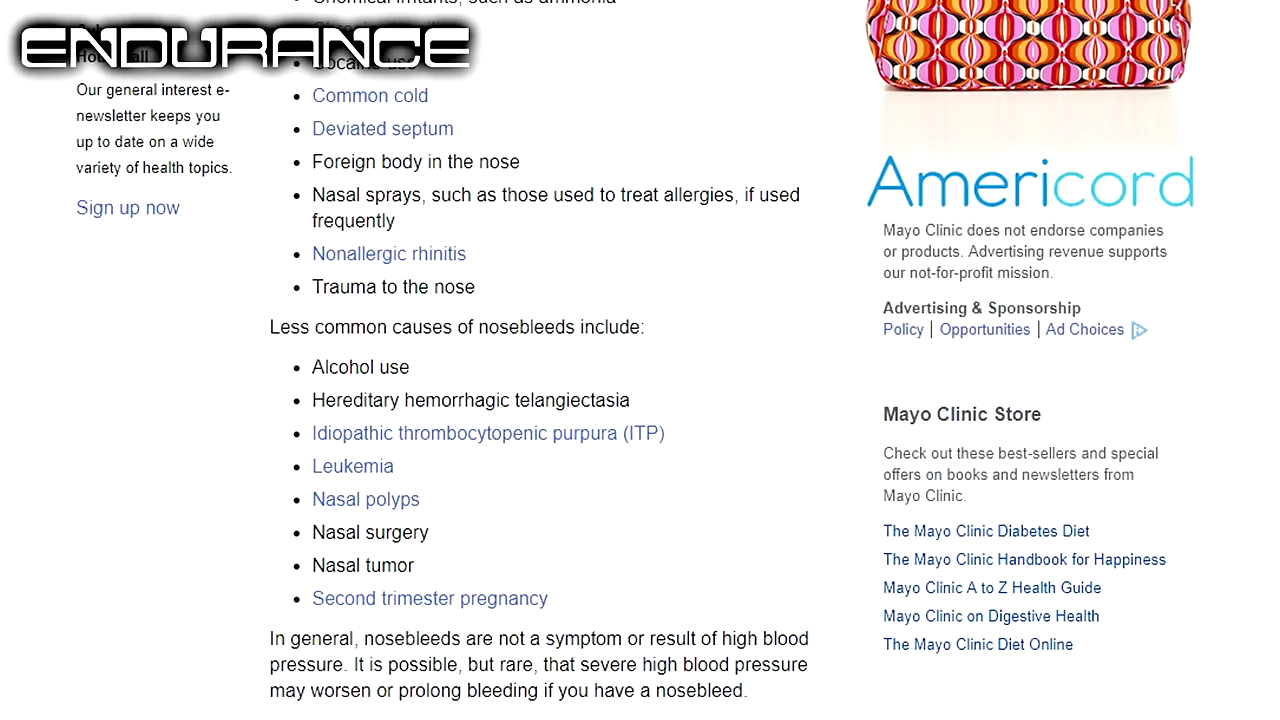 ENDURANCE
Our general interest e-
newsletter keeps you
up to date on a wide
variety of health topics.
Sign up now
Chemical irritants, such as ammonia
Cocaine use
Common cold
Deviated septum
Foreign body in the nose
Nasal sprays, such as those used to treat allergies, if used
frequently
Nonallergic rhinitis
Trauma to the nose
Less common causes of nosebleeds include:
Alcohol use
Hereditary hemorrhagic telangiectasia
Idiopathic thrombocytopenic purpura (ITP)
Leukemia
Nasal polyps
Nasal surgery
Nasal tumor
Second trimester pregnancy
In general, nosebleeds are not a symptom or result of high blood
pressure. It is possible, but rare, that severe high blood pressure
may worsen or prolong bleeding if you have a nosebleed.
Americord
Mayo Clinic does not endorse companies
or products. Advertising revenue supports
our not-for-profit mission.
Advertising & Sponsorship
Policy | Opportunities | Ad Choices
Mayo Clinic Store
Check out these best-sellers and special
offers on books and newsletters from
Mayo Clinic.
The Mayo Clinic Diabetes Diet
The Mayo Clinic Handbook for Happiness
Mayo Clinic A to Z Health Guide
Mayo Clinic on Digestive Health
The Mayo Clinic Diet Online